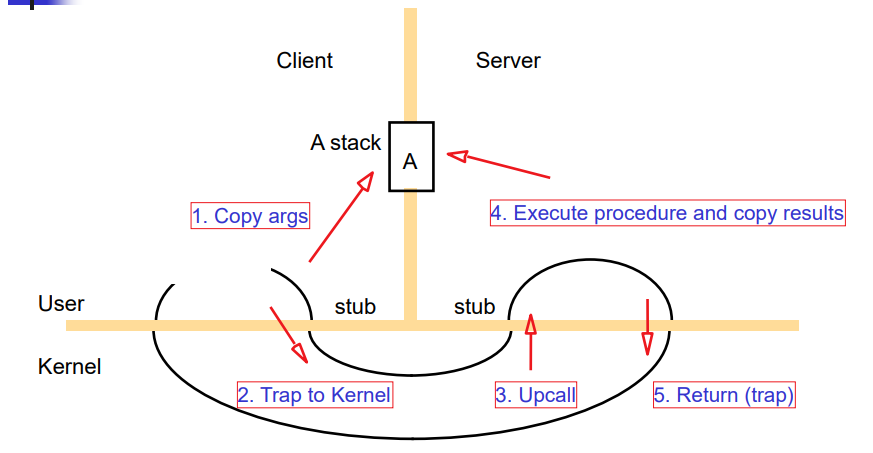 Client
Server
A stack
A
1. Copy args
4. Execute procedure and copy results
User
stub
stub
Kernel
2. Trap to Kernel
3. Upcall
5. Return (trap)